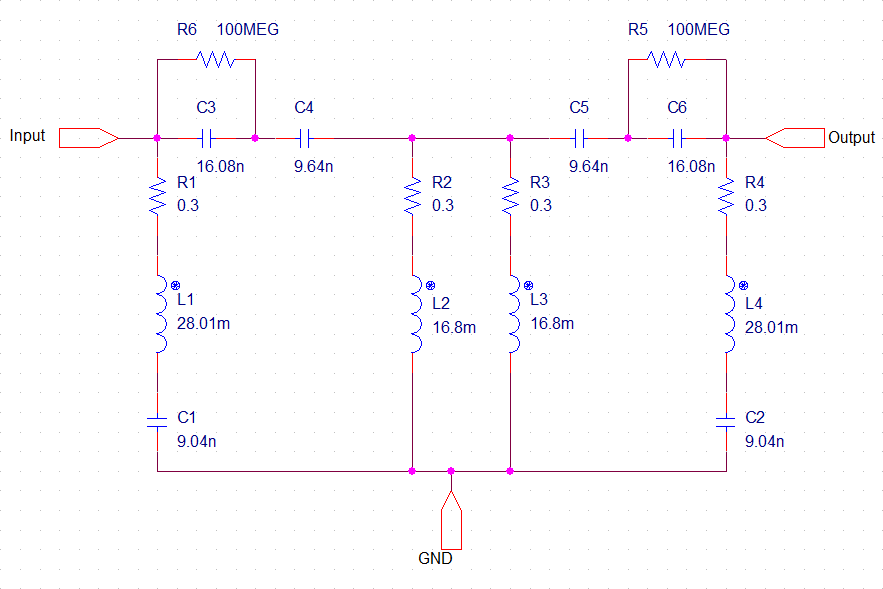 R6 100MEG
R5 100MEG
C3
C4
C5
C6
Input
Output
16.08n
9.64n
9.64n
16.08n
R1
0.3
R2
0.3
R3
0.3
R4
0.3
L1
28.01m
L2
16.8m
L3
16.8m
L4
28.01m
C1
9.04n
C2
9.04n
GND